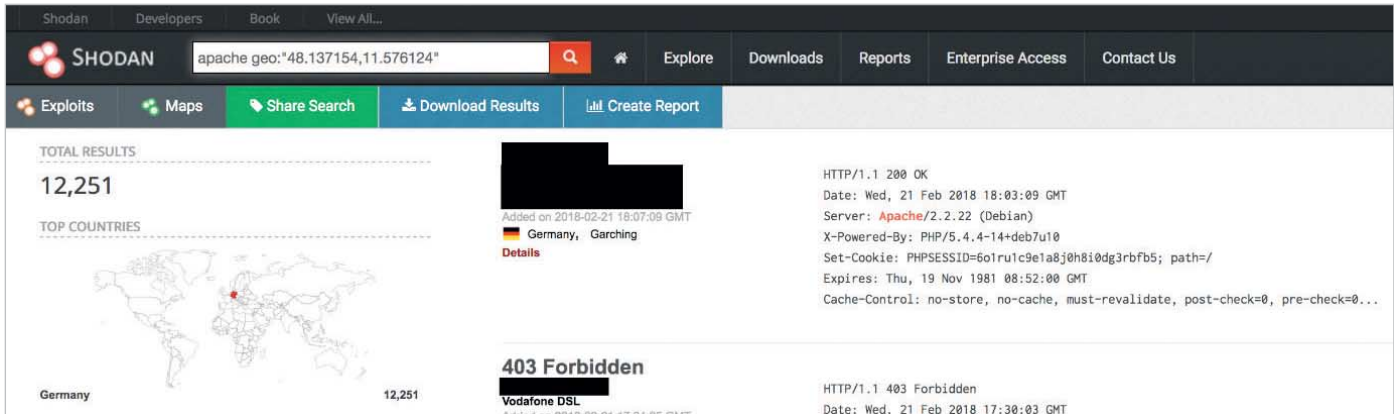 Shodan Developers Book View All...
SHODAN apache geo:"48.137154,11.576124" Explore Downloads Reports Enterprise Access Contact Us
Exploits Maps Share Search Download Results Create Report
TOTAL RESULTS
12,251
TOP COUNTRIES
Germany 12,251
Added on 2018-02-21 18:07:09 GMT
Germany, Garching
Details
HTTP/1.1 200 OK
Date: Wed, 21 Feb 2018 18:03:09 GMT
Server: Apache/2.2.22 (Debian)
X-Powered-By: PHP/5.4.4-14+deb7u10
Set-Cookie: PHPSESSID=6o1ru1c9e1a8j0h8i0dg3rbfb5; path=/
Expires: Thu, 19 Nov 1981 08:52:00 GMT
Cache-Control: no-store, no-cache, must-revalidate, post-check=0, pre-check=0...
403 Forbidden
Vodafone DSL
HTTP/1.1 403 Forbidden
Date: Wed, 21 Feb 2018 17:30:03 GMT